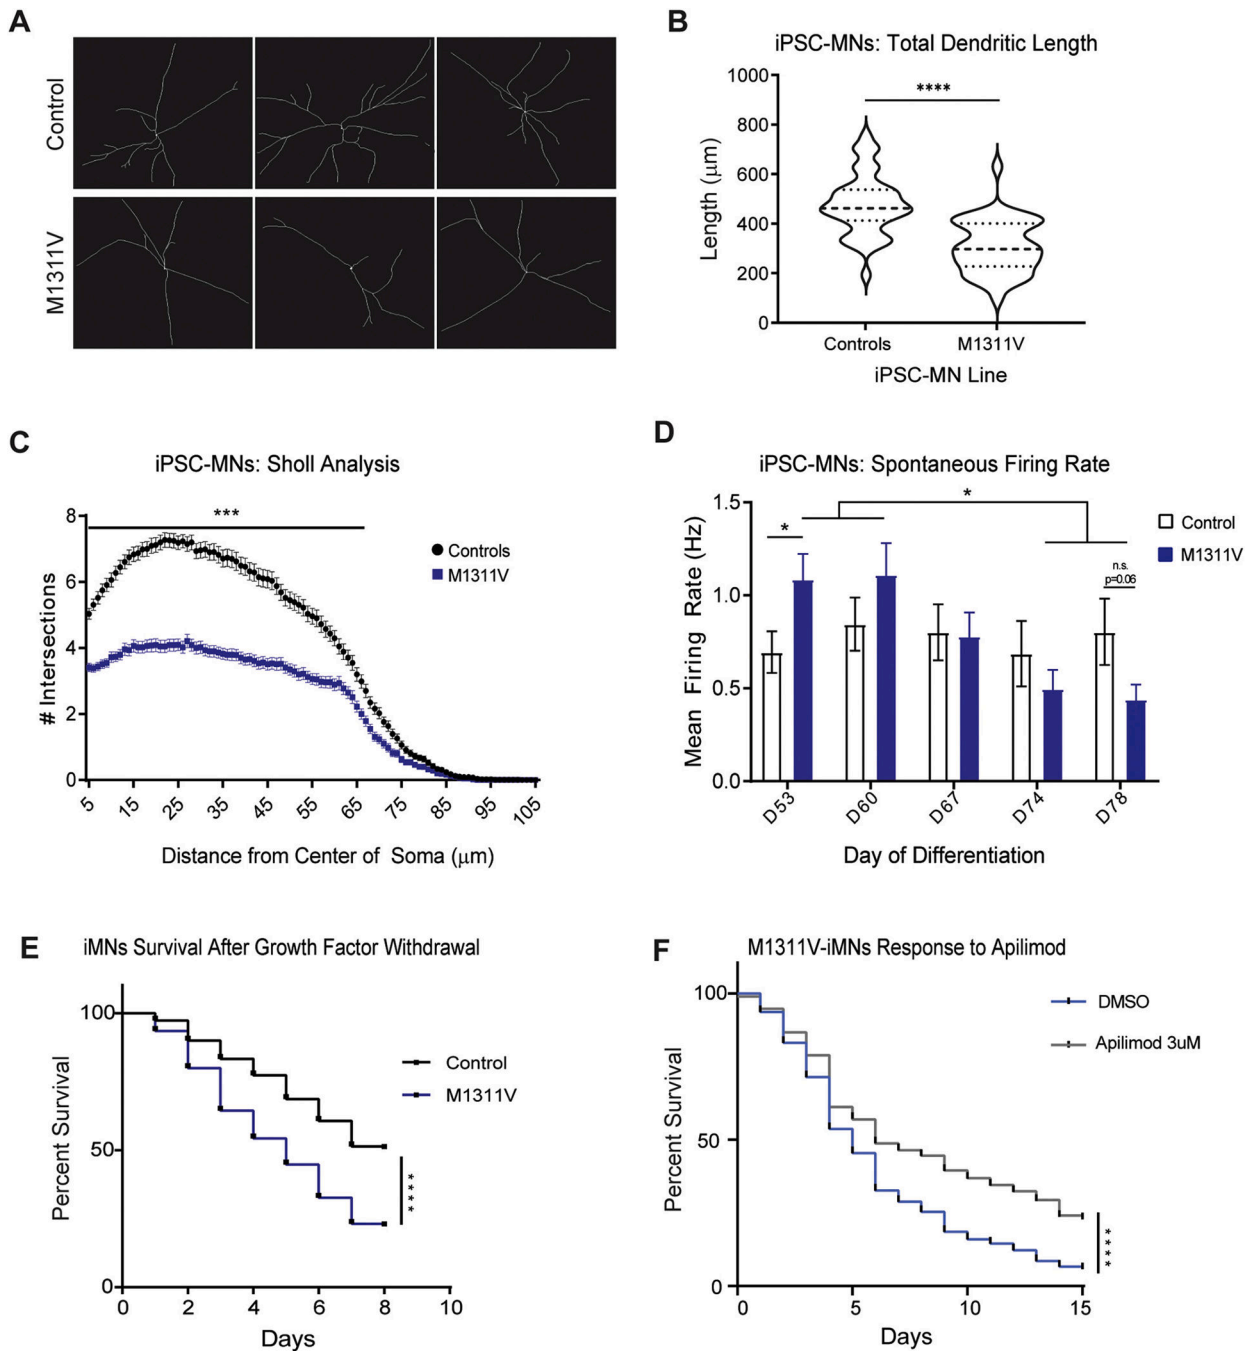 A
Control
M1311V
B
iPSC-MNs: Total Dendritic Length
****
Length (μm)
1000
800
600
400
200
0
Controls
M1311V
iPSC-MN Line
C
iPSC-MNs: Sholl Analysis
***
# Intersections
8
6
4
2
0
Controls
M1311V
5
15
25
35
45
55
65
75
85
95
105
Distance from Center of Soma (μm)
D
iPSC-MNs: Spontaneous Firing Rate
*
*
n.s.
p=0.06
Control
M1311V
Mean Firing Rate (Hz)
1.5
1.0
0.5
0.0
D53
D60
D67
D74
D78
Day of Differentiation
E
iMNs Survival After Growth Factor Withdrawal
Percent Survival
100
50
0
Control
M1311V
****
0
2
4
6
8
10
Days
F
M1311V-iMNs Response to Apilimod
Percent Survival
100
50
0
DMSO
Apilimod 3uM
****
0
5
10
15
Days